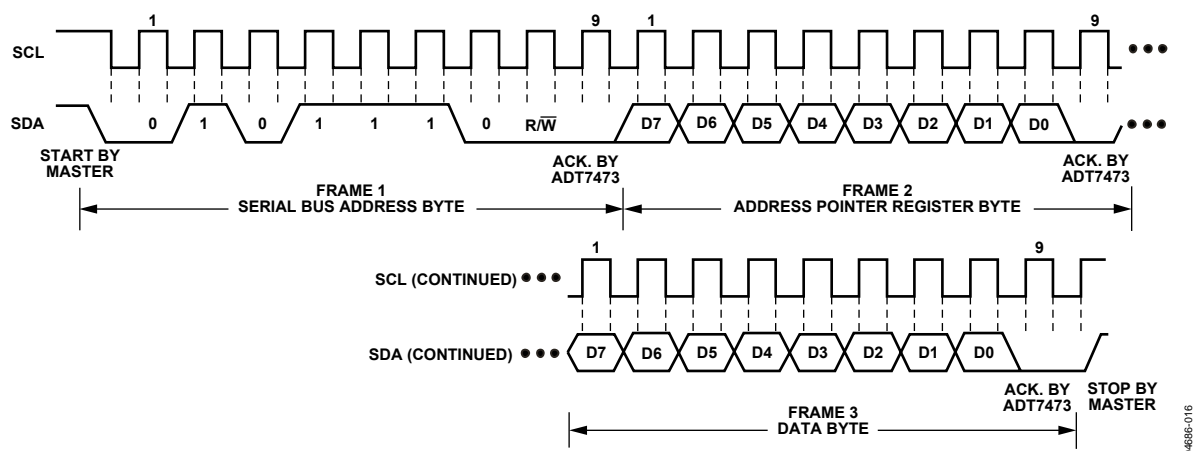 1 9 1 9
SCL
SDA 0 1 0 1 1 1 0 R/W̅ D7 D6 D5 D4 D3 D2 D1 D0
START BY
MASTER
ACK. BY
ADT7473
ACK. BY
ADT7473
FRAME 1
SERIAL BUS ADDRESS BYTE
FRAME 2
ADDRESS POINTER REGISTER BYTE
1 9
SCL (CONTINUED)
SDA (CONTINUED) D7 D6 D5 D4 D3 D2 D1 D0
ACK. BY
ADT7473
STOP BY
MASTER
FRAME 3
DATA BYTE
4686-016